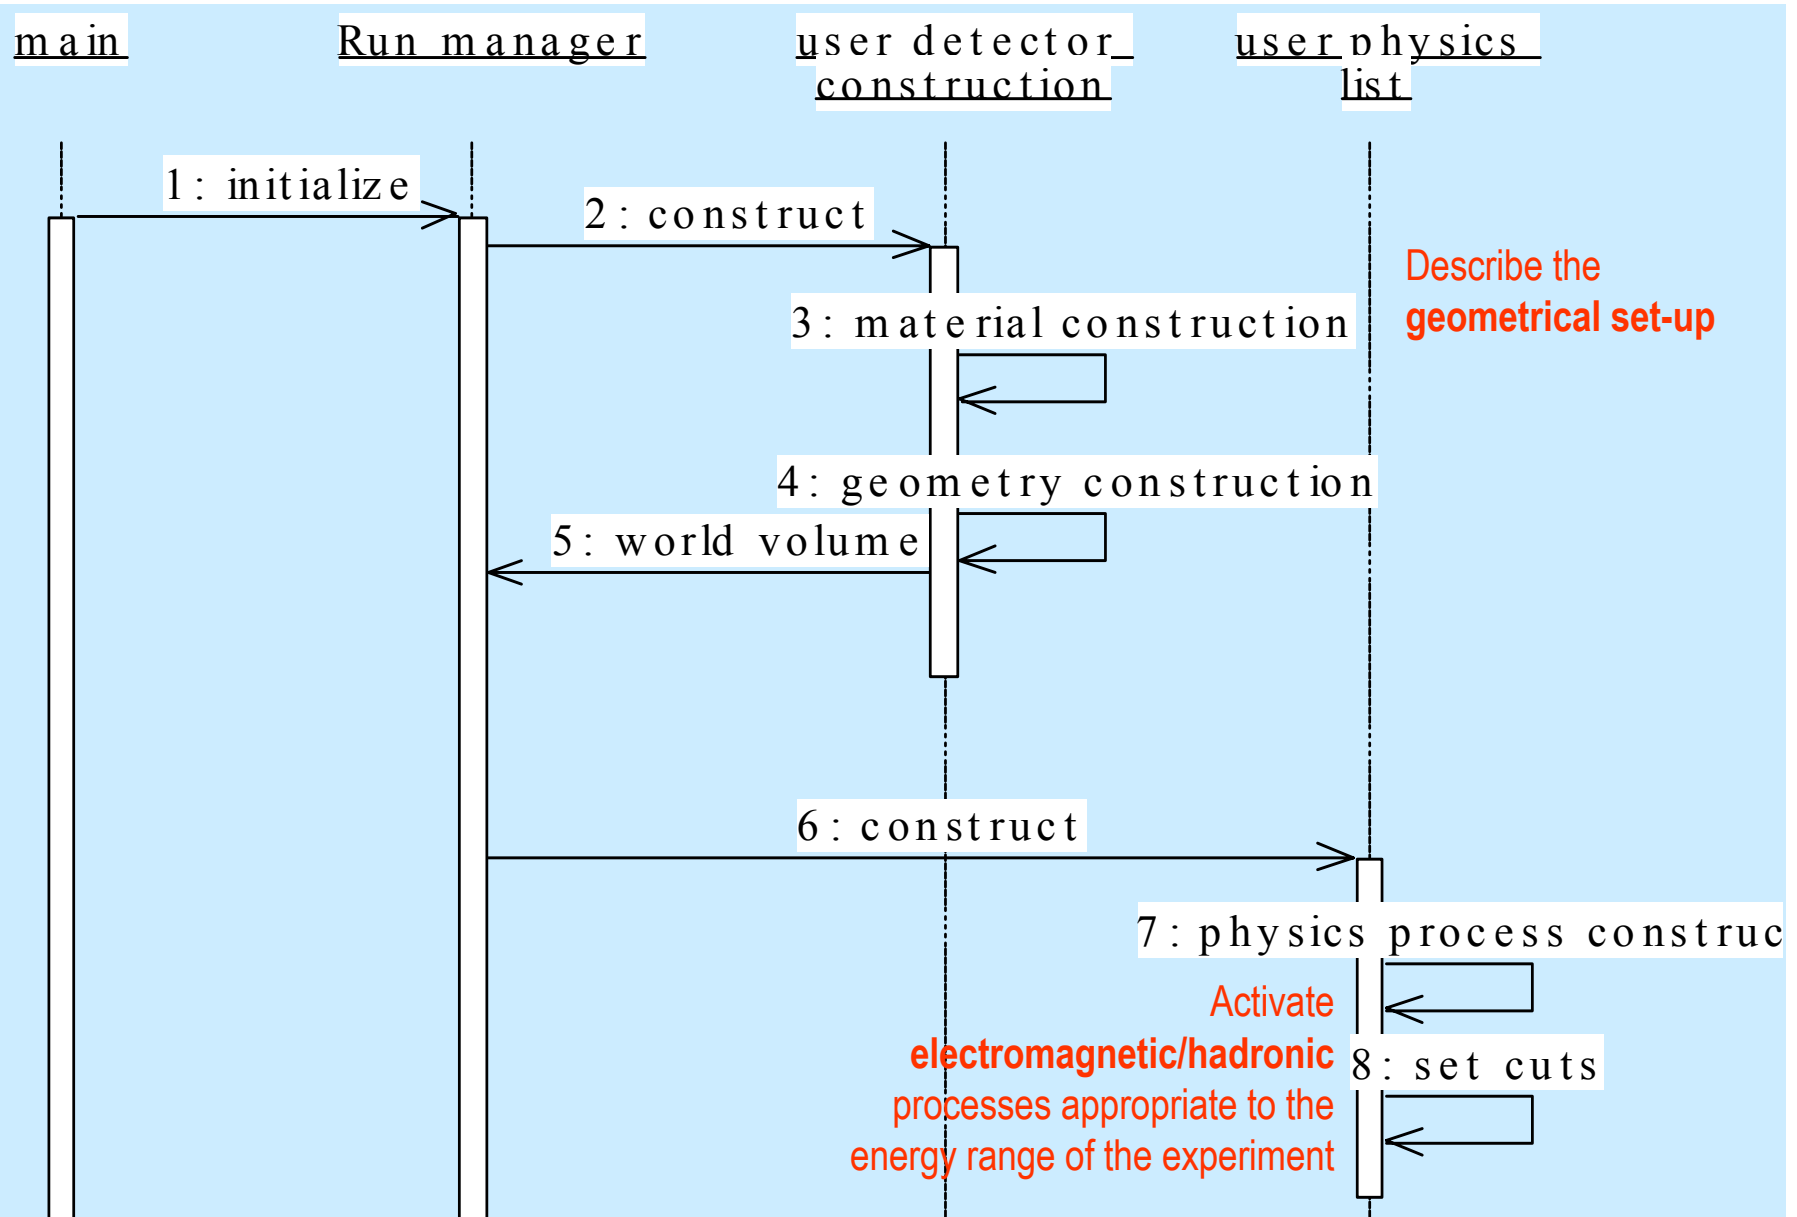 main
Run manager
user detector
construction
user physics
list
1: initialize
2: construct
Describe the
geometrical set-up
3: material construction
4: geometry construction
5: world volume
6: construct
7: physics process construc
Activate
electromagnetic/hadronic
processes appropriate to the
energy range of the experiment
8: set cuts